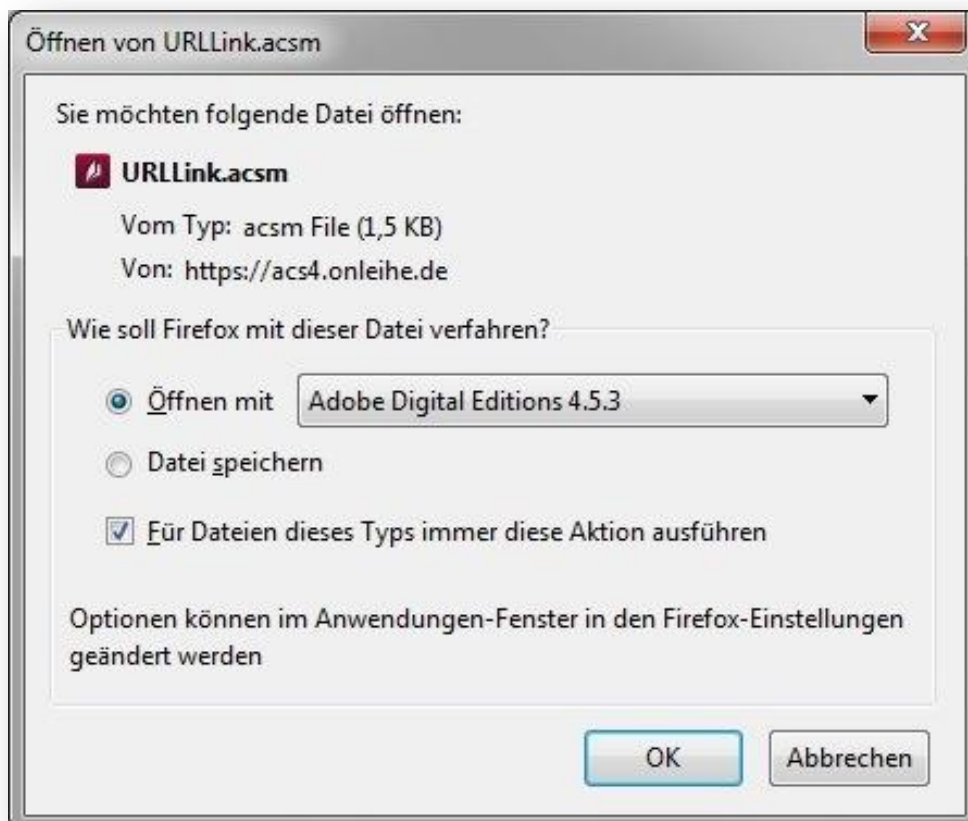 Öffnen von URLLink.acsm
Sie möchten folgende Datei öffnen:
URLLink.acsm
Vom Typ: acsm File (1,5 KB)
Von: https://acs4.onleihe.de
Wie soll Firefox mit dieser Datei verfahren?
Öffnen mit Adobe Digital Editions 4.5.3
Datei speichern
Für Dateien dieses Typs immer diese Aktion ausführen
Optionen können im Anwendungen-Fenster in den Firefox-Einstellungen
geändert werden
OK Abbrechen